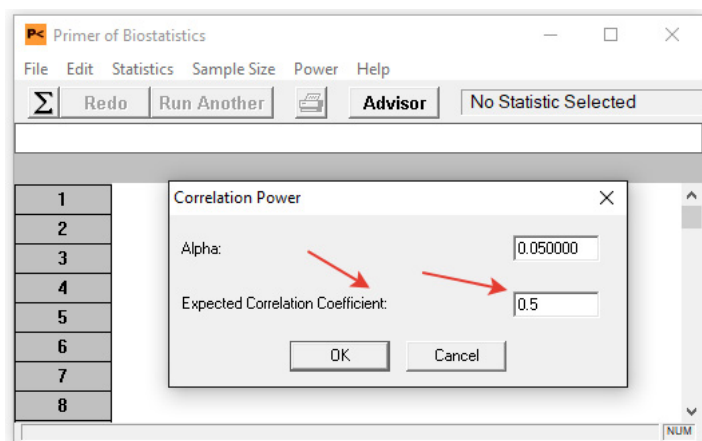 P< Primer of Biostatistics
File Edit Statistics Sample Size Power Help
Σ Redo Run Another Advisor No Statistic Selected
1
2
3
4
5
6
7
8
Correlation Power
Alpha: 0.050000
Expected Correlation Coefficient: 0.5
OK Cancel
NUM